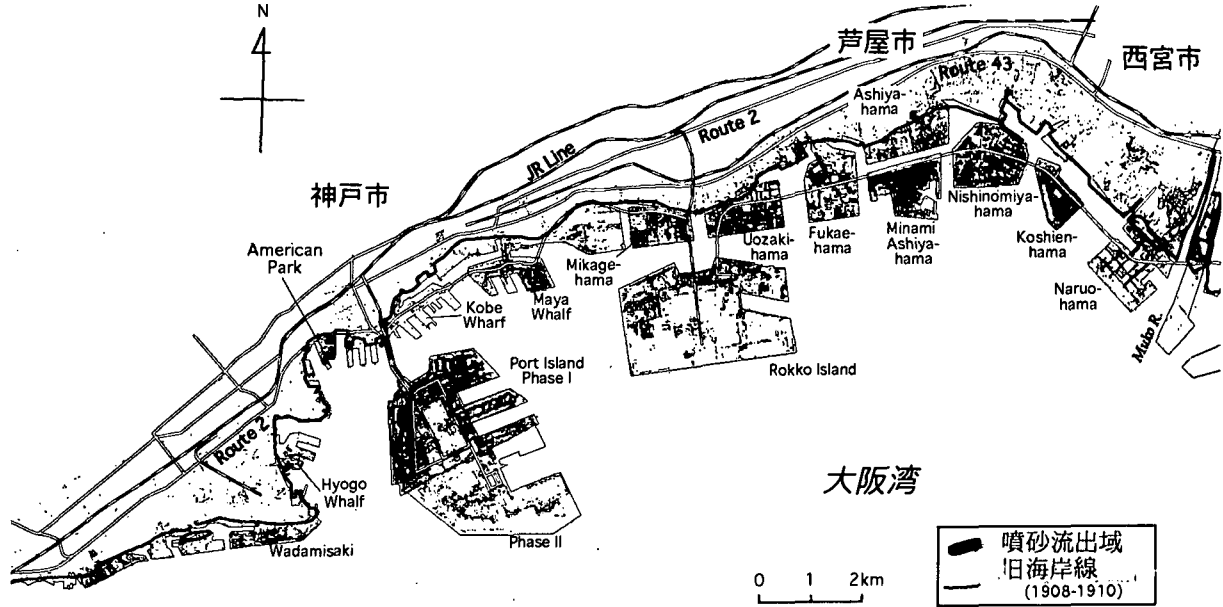 N
芦屋市
西宮市
Route 43
Ashiya-
hama
Route 2
JR Line
神戸市
Nishinomiya-
hama
American
Park
Uozaki-
hama
Fukae-
hama
Minami
Ashiya-
hama
Koshien-
hama
Mikage-
hama
Maya
Whalf
Kobe
Wharf
Naruo-
hama
Muko R.
Port Island
Phase I
Rokko Island
Route 2
Hyogo
Whalf
大阪湾
Phase II
Wadamisaki
噴砂流出域
旧海岸線
(1908-1910)
0 1 2km